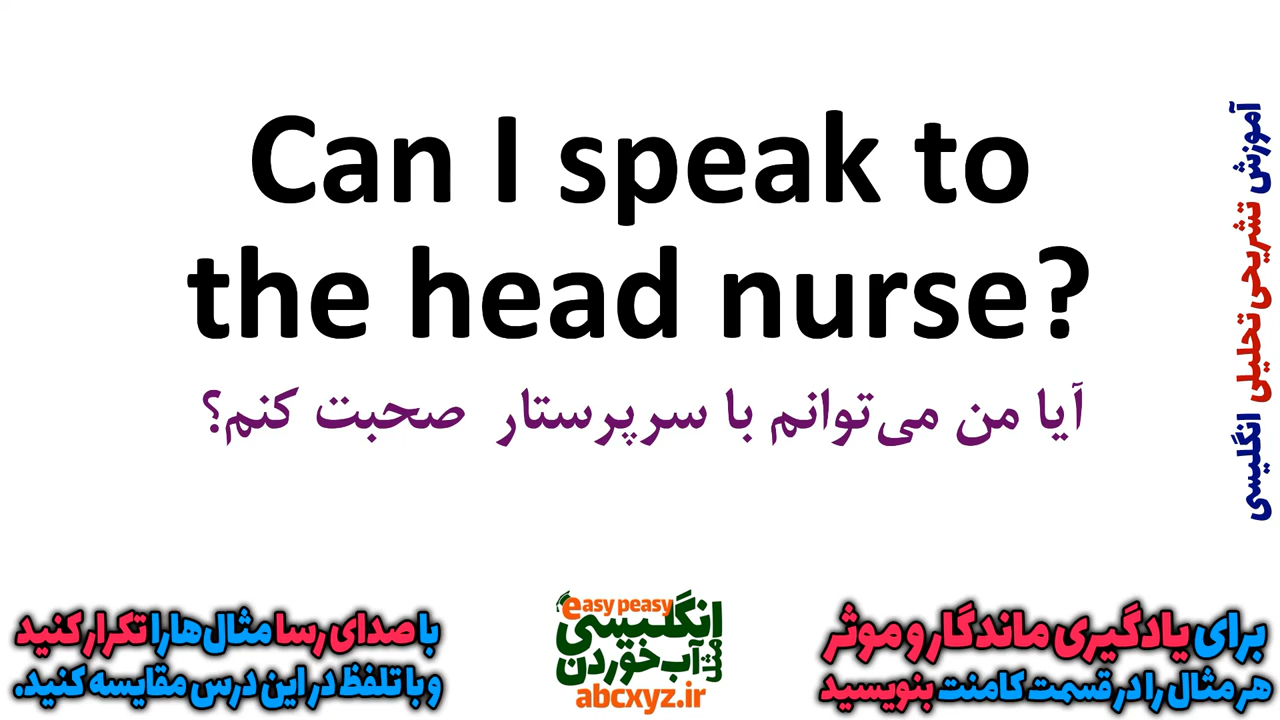 Can I speak to
the head nurse?
آیا من می‌توانم با سرپرستار صحبت کنم؟
آموزش تشریحی تحلیلی انگلیسی
برای یادگیری ماندگار و موثر
هر مثال را در قسمت کامنت بنویسید
easy peasy
انگلیسی
مثل
آب خوردن
abcxyz.ir
با صدای رسا مثال‌ها را تکرار کنید
و با تلفظ در این درس مقایسه کنید.